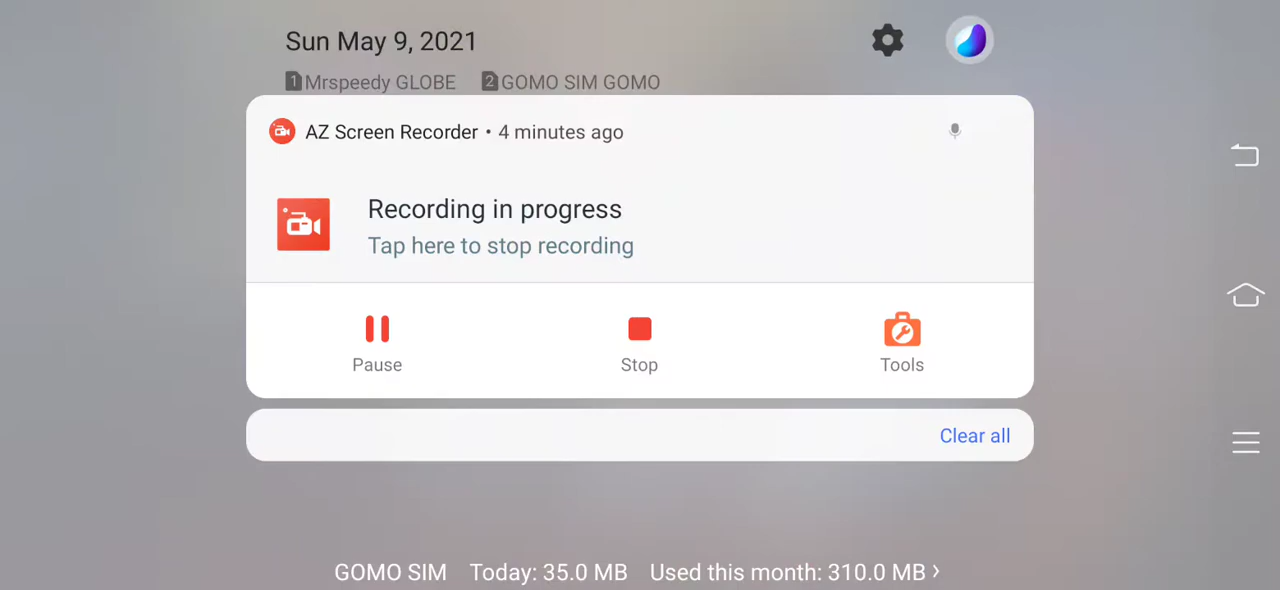 Sun May 9, 2021
1 Mrspeedy GLOBE 2 GOMO SIM GOMO
AZ Screen Recorder • 4 minutes ago
Recording in progress
Tap here to stop recording
Pause Stop Tools
Clear all
GOMO SIM Today: 35.0 MB Used this month: 310.0 MB ›